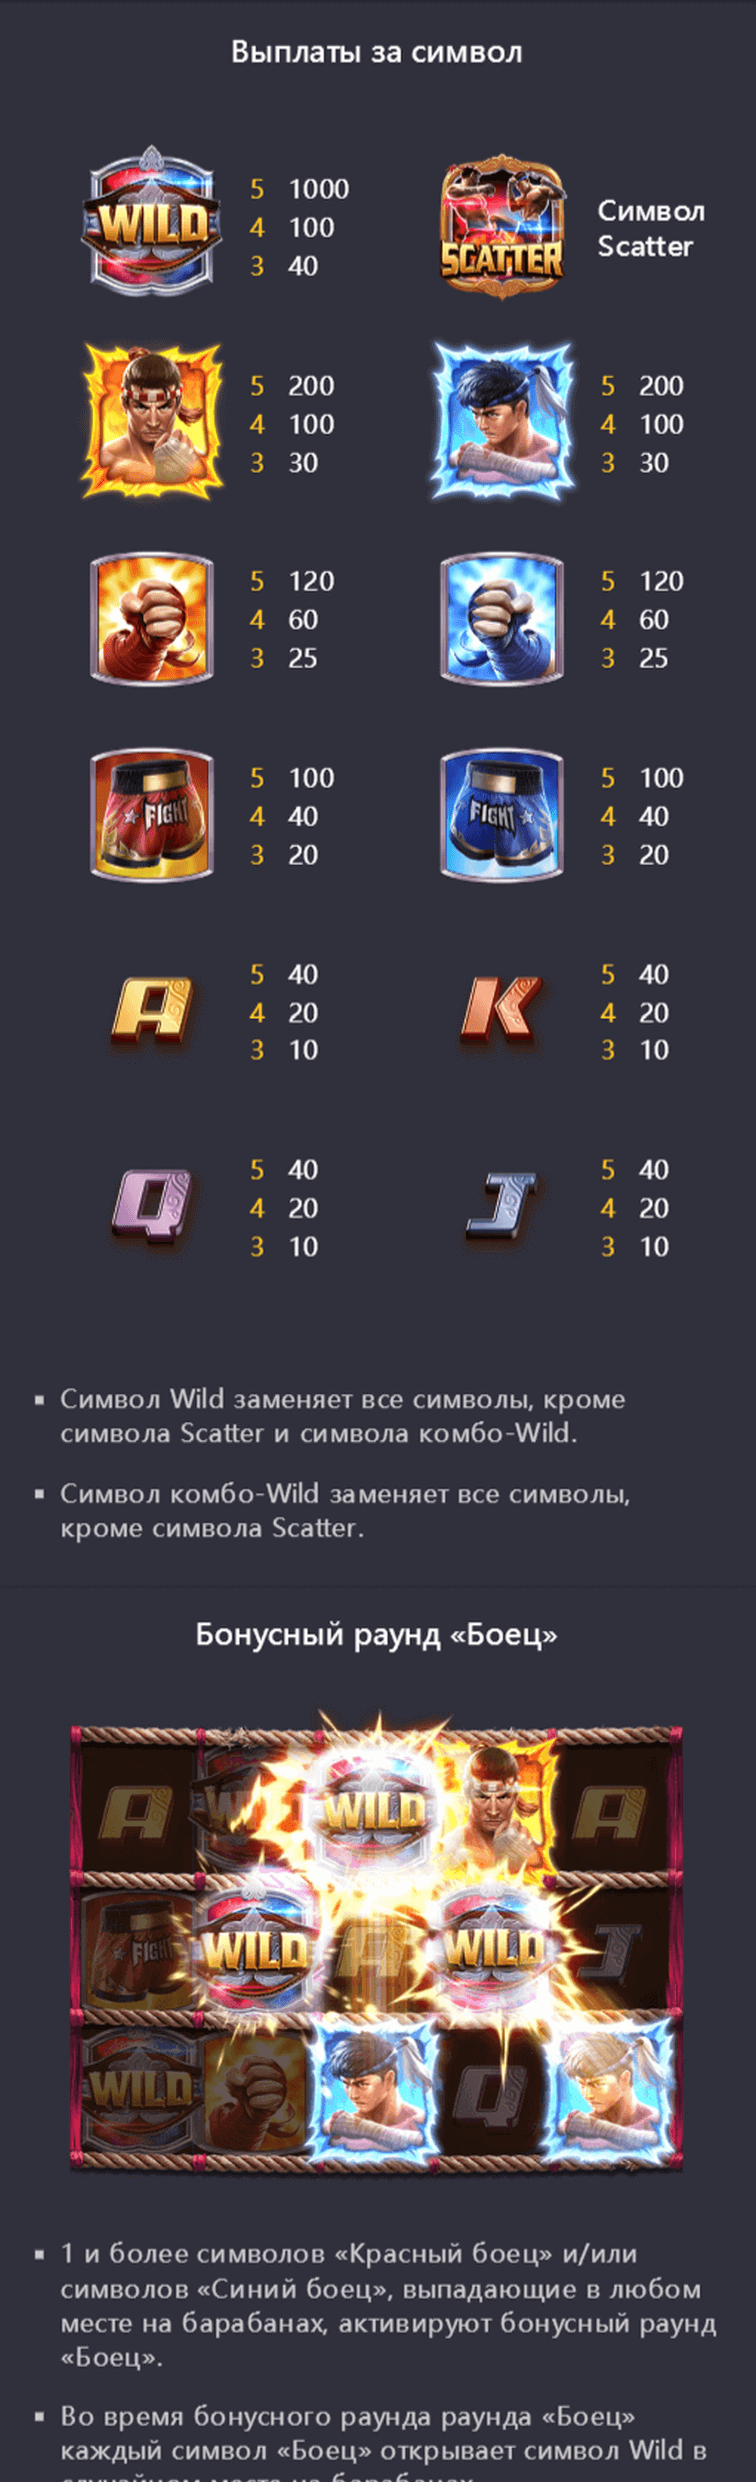 Выплаты за символ
WILD
5 1000
4 100
3 40
SCATTER
Символ
Scatter
5 200
4 100
3 30
5 200
4 100
3 30
5 120
4 60
3 25
5 120
4 60
3 25
FIGHT
5 100
4 40
3 20
FIGHT
5 100
4 40
3 20
A
5 40
4 20
3 10
K
5 40
4 20
3 10
Q
5 40
4 20
3 10
J
5 40
4 20
3 10
▪ Символ Wild заменяет все символы, кроме
символа Scatter и символа комбо-Wild.
▪ Символ комбо-Wild заменяет все символы,
кроме символа Scatter.
Бонусный раунд «Боец»
A W WILD A
FIGHT WILD A WILD J
WILD Q
▪ 1 и более символов «Красный боец» и/или
символов «Синий боец», выпадающие в любом
месте на барабанах, активируют бонусный раунд
«Боец».
▪ Во время бонусного раунда раунда «Боец»
каждый символ «Боец» открывает символ Wild в